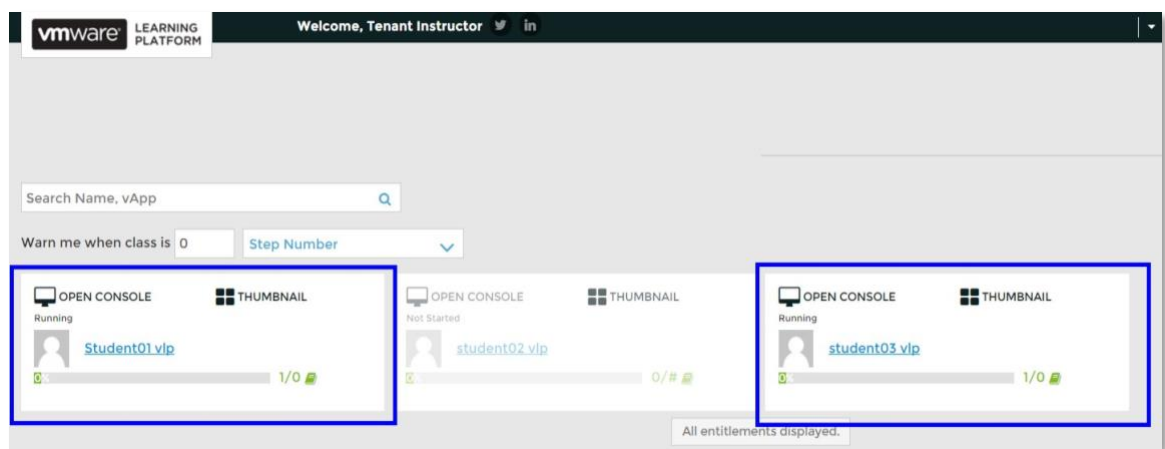 vmware LEARNING PLATFORM
Welcome, Tenant Instructor
in
Search Name, vApp
Warn me when class is 0 Step Number
OPEN CONSOLE THUMBNAIL
Running
Student01 vlp
0% 1/0
OPEN CONSOLE THUMBNAIL
Not Started
student02 vlp
0% 0/#
OPEN CONSOLE THUMBNAIL
Running
student03 vlp
0% 1/0
All entitlements displayed.